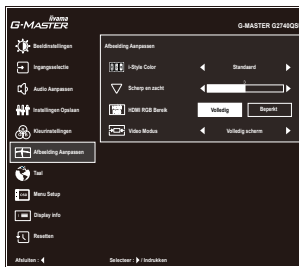 iiyama
G-MASTER
G-MASTER G2740QS
Beeldinstellingen
Ingangsselectie
Audio Aanpassen
Instellingen Opslaan
Kleurinstellingen
Afbeelding Aanpassen
Taal
OSD Menu Setup
Display info
Resetten
Afbeelding Aanpassen
i-Style Color Standaard
Scherp en zacht
HDMI RGB Bereik Volledig Beperkt
Video Modus Volledig scherm
Afsluiten :
Selecteer : / Indrukken